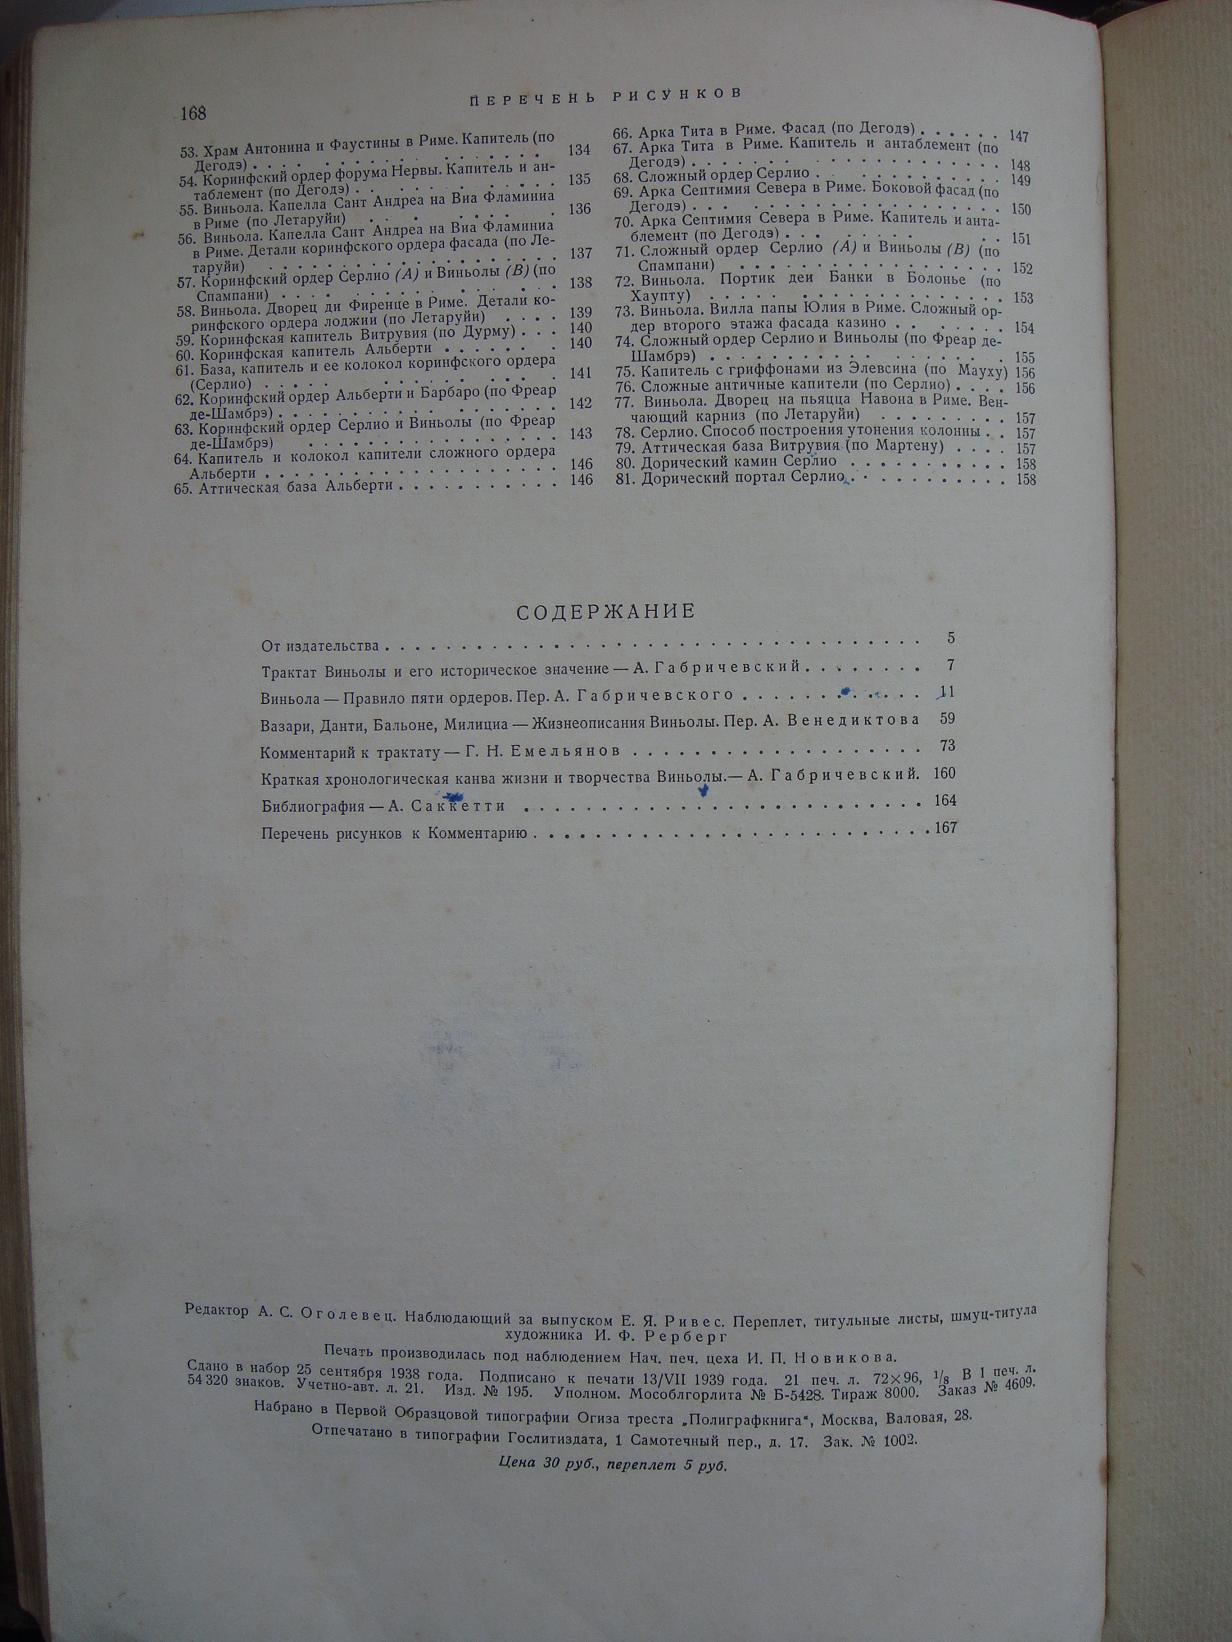 168
ПЕРЕЧЕНЬ РИСУНКОВ
53. Храм Антонина и Фаустины в Риме. Капитель (по
Дегодэ) . . . . . . . . . . . . . . . . 134
54. Коринфский ордер форума Нервы. Капитель и ан-
таблемент (по Дегодэ) . . . . . . . . . . 135
55. Виньола. Капелла Сант Андреа на Виа Фламиниа
в Риме (по Летаруйи) . . . . . . . . 136
56. Виньола. Капелла Сант Андреа на Виа Фламиниа
в Риме. Детали коринфского ордера фасада (по Ле-
таруйи) . . . . . . . . . . . . . . . . 137
57. Коринфский ордер Серлио (А) и Виньолы (В) (по
Спампани) . . . . . . . . . . . . . 138
58. Виньола. Дворец ди Фиренце в Риме. Детали ко-
ринфского ордера лоджии (по Летаруйи) . . . . 139
59. Коринфская капитель Витрувия (по Дурму) . . . 140
60. Коринфская капитель Альберти . . . . . . . 140
61. База, капитель и ее колокол коринфского ордера
(Серлио) . . . . . . . . . . . . . . 141
62. Коринфский ордер Альберти и Барбаро (по Фреар
де-Шамбрэ) . . . . . . . . . . . . . . . 142
63. Коринфский ордер Серлио и Виньолы (по Фреар
де-Шамбрэ) . . . . . . . . . . . . . . . 143
64. Капитель и колокол капители сложного ордера
Альберти . . . . . . . . . . . . . . . . 146
65. Аттическая база Альберти . . . . . . . . . . . 146
66. Арка Тита в Риме. Фасад (по Дегодэ) . . . . . . 147
67. Арка Тита в Риме. Капитель и антаблемент (по
Дегодэ) . . . . . . . . . . . . . . . . . 148
68. Сложный ордер Серлио . . . . . . . . . . . 149
69. Арка Септимия Севера в Риме. Боковой фасад (по
Дегодэ) . . . . . . . . . . . . . . . . . 150
70. Арка Септимия Севера в Риме. Капитель и анта-
блемент (по Дегодэ) . . . . . . . . . . 151
71. Сложный ордер Серлио (А) и Виньолы (В) (по
Спампани) . . . . . . . . . . . . . . . . 152
72. Виньола. Портик деи Банки в Болонье (по
Хаупту) . . . . . . . . . . . . . . . . . 153
73. Виньола. Вилла папы Юлия в Риме. Сложный ор-
дер второго этажа фасада казино . . . . . . . . 154
74. Сложный ордер Серлио и Виньолы (по Фреар де-
Шамбрэ) . . . . . . . . . . . . . . . . 155
75. Капитель с гриффонами из Элевсина (по Мауху) 156
76. Сложные античные капители (по Серлио) . . . . 156
77. Виньола. Дворец на пьяцца Навона в Риме. Вен-
чающий карниз (по Летаруйи) . . . . . . . . . 157
78. Серлио. Способ построения утонения колонны . . 157
79. Аттическая база Витрувия (по Мартену) . . . . 157
80. Дорический камин Серлио . . . . . . . . . . . 158
81. Дорический портал Серлио . . . . . . . . . . . 158
СОДЕРЖАНИЕ
От издательства . . . . . . . . . . . . . . . . . . . . . . . . . . . . 5
Трактат Виньолы и его историческое значение — А. Габричевский . . . . . . . . 7
Виньола — Правило пяти ордеров. Пер. А. Габричевского . . . . . . . . . . . . 11
Вазари, Данти, Бальоне, Милициа — Жизнеописания Виньолы. Пер. А. Венедиктова 59
Комментарий к трактату — Г. Н. Емельянов . . . . . . . . . . . . . . . . . . . 73
Краткая хронологическая канва жизни и творчества Виньолы.— А. Габричевский. 160
Библиография — А. Саккетти . . . . . . . . . . . . . . . . . . . . . . . . . 164
Перечень рисунков к Комментарию . . . . . . . . . . . . . . . . . . . . . . . . . 167
Редактор А. С. Оголевец. Наблюдающий за выпуском Е. Я. Ривес. Переплет, титульные листы, шмуц-титула
художника И. Ф. Рерберг
Печать производилась под наблюдением Нач. печ. цеха И. П. Новикова.
Сдано в набор 25 сентября 1938 года. Подписано к печати 13/VII 1939 года. 21 печ. л. 72×96, 1/8 В 1 печ. л.
54 320 знаков. Учетно-авт. л. 21. Изд. № 195. Уполном. Мособлгорлита № Б-5428. Тираж 8000. Заказ № 4609.
Набрано в Первой Образцовой типографии Огиза треста „Полиграфкнига“, Москва, Валовая, 28.
Отпечатано в типографии Гослитиздата, 1 Самотечный пер., д. 17. Зак. № 1002.
Цена 30 руб., переплет 5 руб.